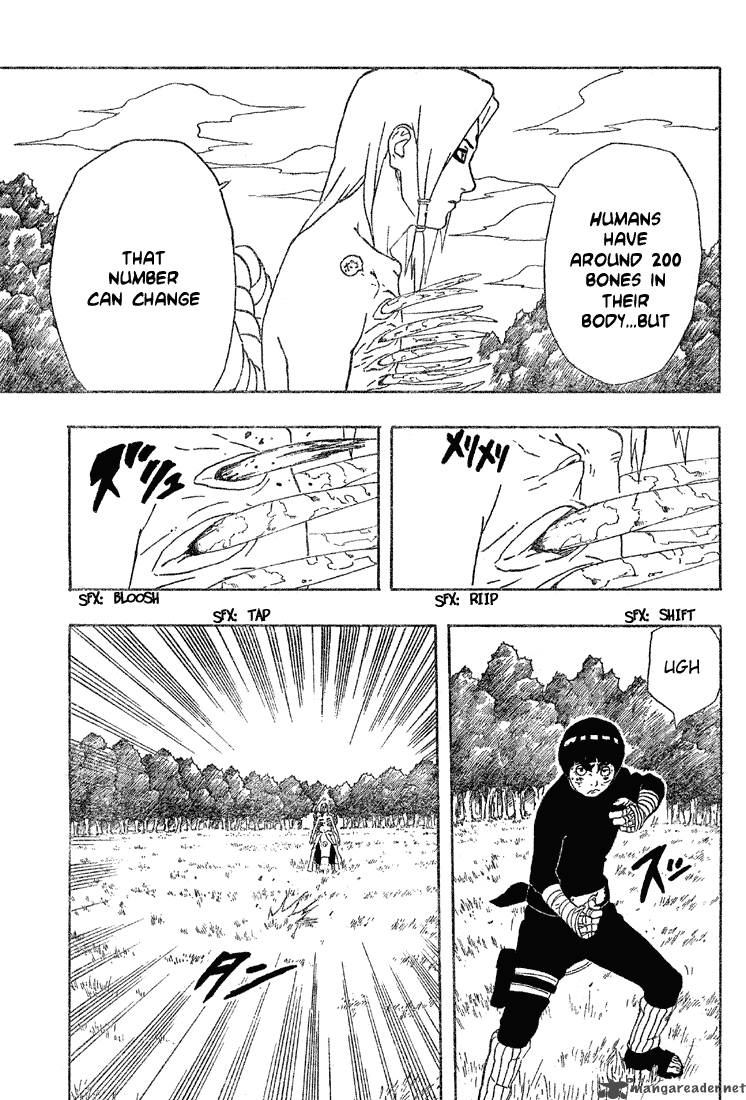 HUMANS
HAVE
AROUND 200
BONES IN
THEIR
BODY...BUT
THAT
NUMBER
CAN CHANGE
メリメリ
ズリュ
SFX: RIIP
SFX: BLOOSH
SFX: SHIFT
SFX: TAP
UGH
ズッ
タン
Mangareader.net